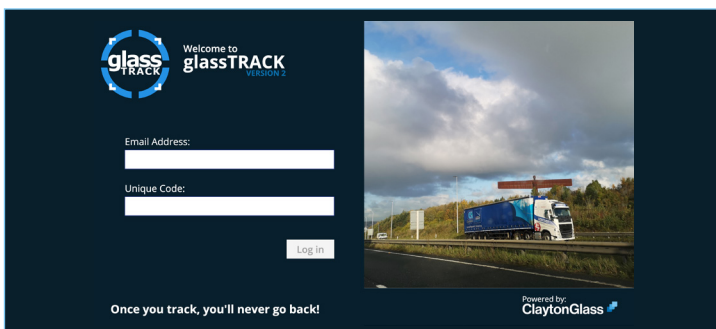 glass
TRACK
Welcome to
glassTRACK
VERSION 2
Email Address:
Unique Code:
Log in
Once you track, you'll never go back!
Powered by:
ClaytonGlass